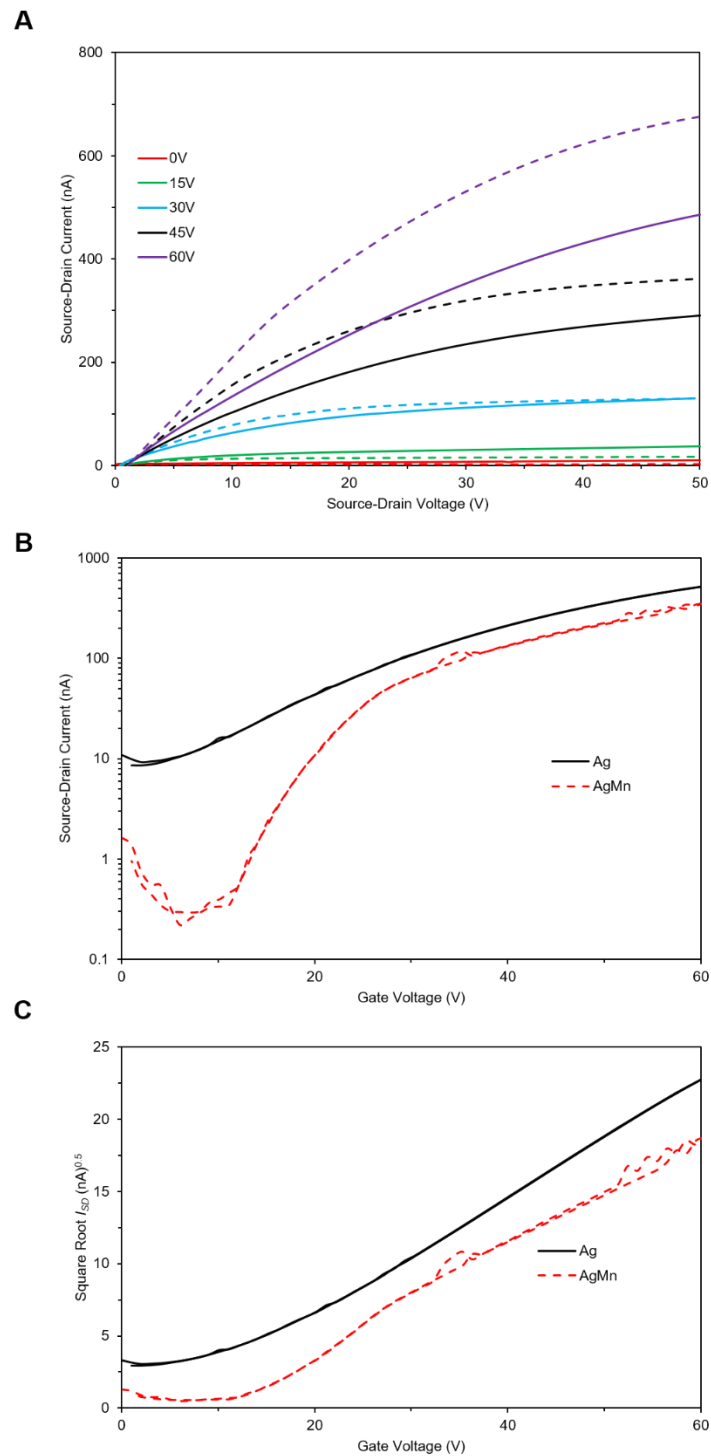 A
800
600
400
200
0
Source-Drain Current (nA)
0V
15V
30V
45V
60V
0 10 20 30 40 50
Source-Drain Voltage (V)
B
1000
100
10
1
0.1
Source-Drain Current (nA)
Ag
AgMn
0 20 40 60
Gate Voltage (V)
C
25
20
15
10
5
0
Square Root I_SD (nA)^0.5
Ag
AgMn
0 20 40 60
Gate Voltage (V)